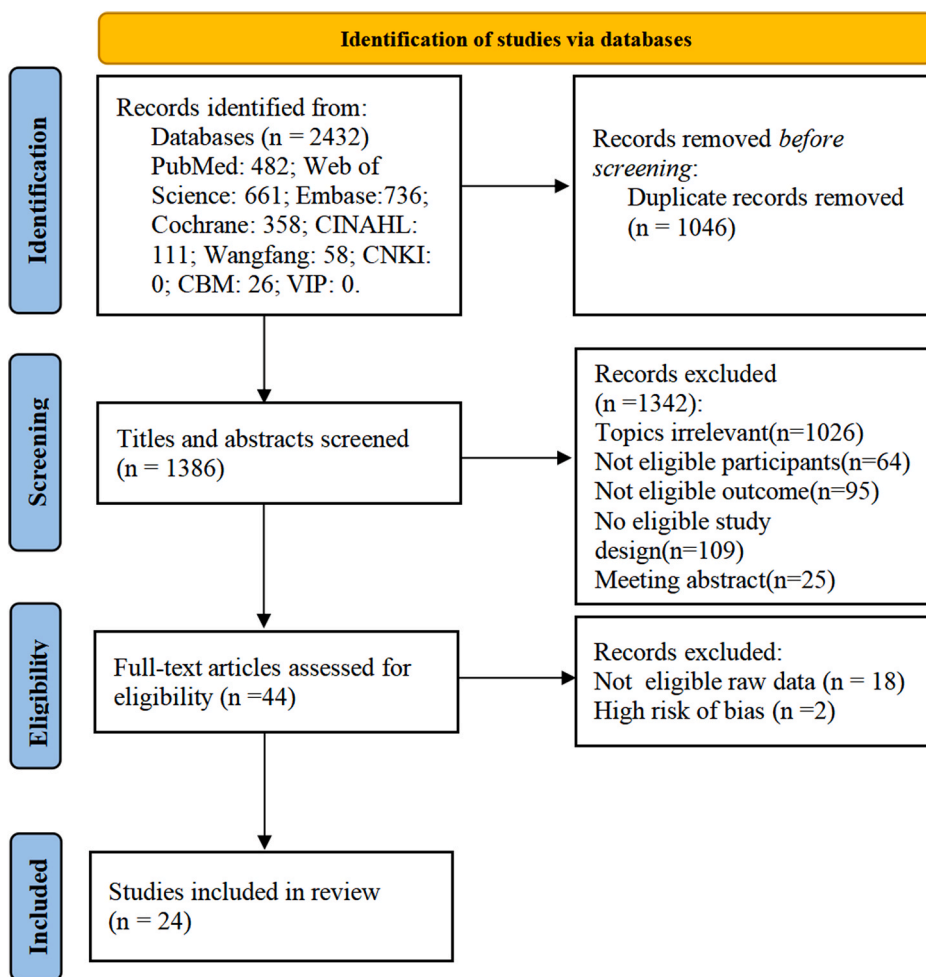 Identification of studies via databases
Identification
Records identified from:
Databases (n = 2432)
PubMed: 482; Web of
Science: 661; Embase:736;
Cochrane: 358; CINAHL:
111; Wangfang: 58; CNKI:
0; CBM: 26; VIP: 0.
Records removed before
screening:
Duplicate records removed
(n = 1046)
Screening
Titles and abstracts screened
(n = 1386)
Records excluded
(n =1342):
Topics irrelevant(n=1026)
Not eligible participants(n=64)
Not eligible outcome(n=95)
No eligible study
design(n=109)
Meeting abstract(n=25)
Eligibility
Full-text articles assessed for
eligibility (n =44)
Records excluded:
Not eligible raw data (n = 18)
High risk of bias (n =2)
Included
Studies included in review
(n = 24)